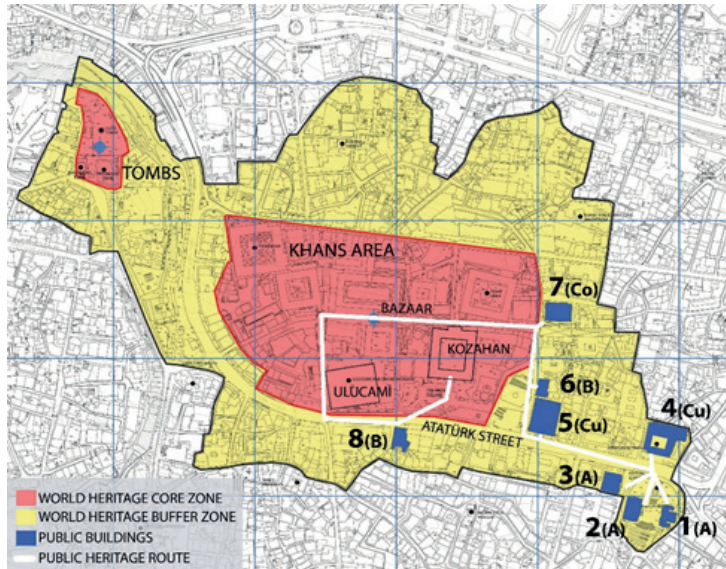 TOMBS
KHANS AREA
7(Co)
BAZAAR
KOZAHAN
6(B)
ULUCAMİ
4(Cu)
5(Cu)
8(B)
ATATÜRK STREET
3(A)
2(A)
1(A)
WORLD HERITAGE CORE ZONE
WORLD HERITAGE BUFFER ZONE
PUBLIC BUILDINGS
PUBLIC HERITAGE ROUTE